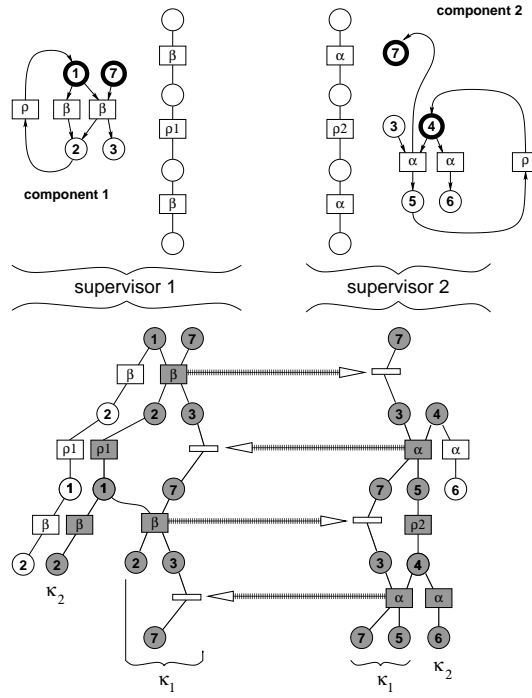 component 2
1 7 β α 7
ρ β β 3 4
ρ1 ρ2
2 3 α α ρ
component 1 5 6
β α
supervisor 1 supervisor 2
1 7 7
β β
2 2 3 3 4
ρ1 ρ1 α α
1 1 7 7 5 6
β β β ρ2
2 2 2 3 3 4
κ2 α α
7 7 5 6
κ1 κ1 κ2